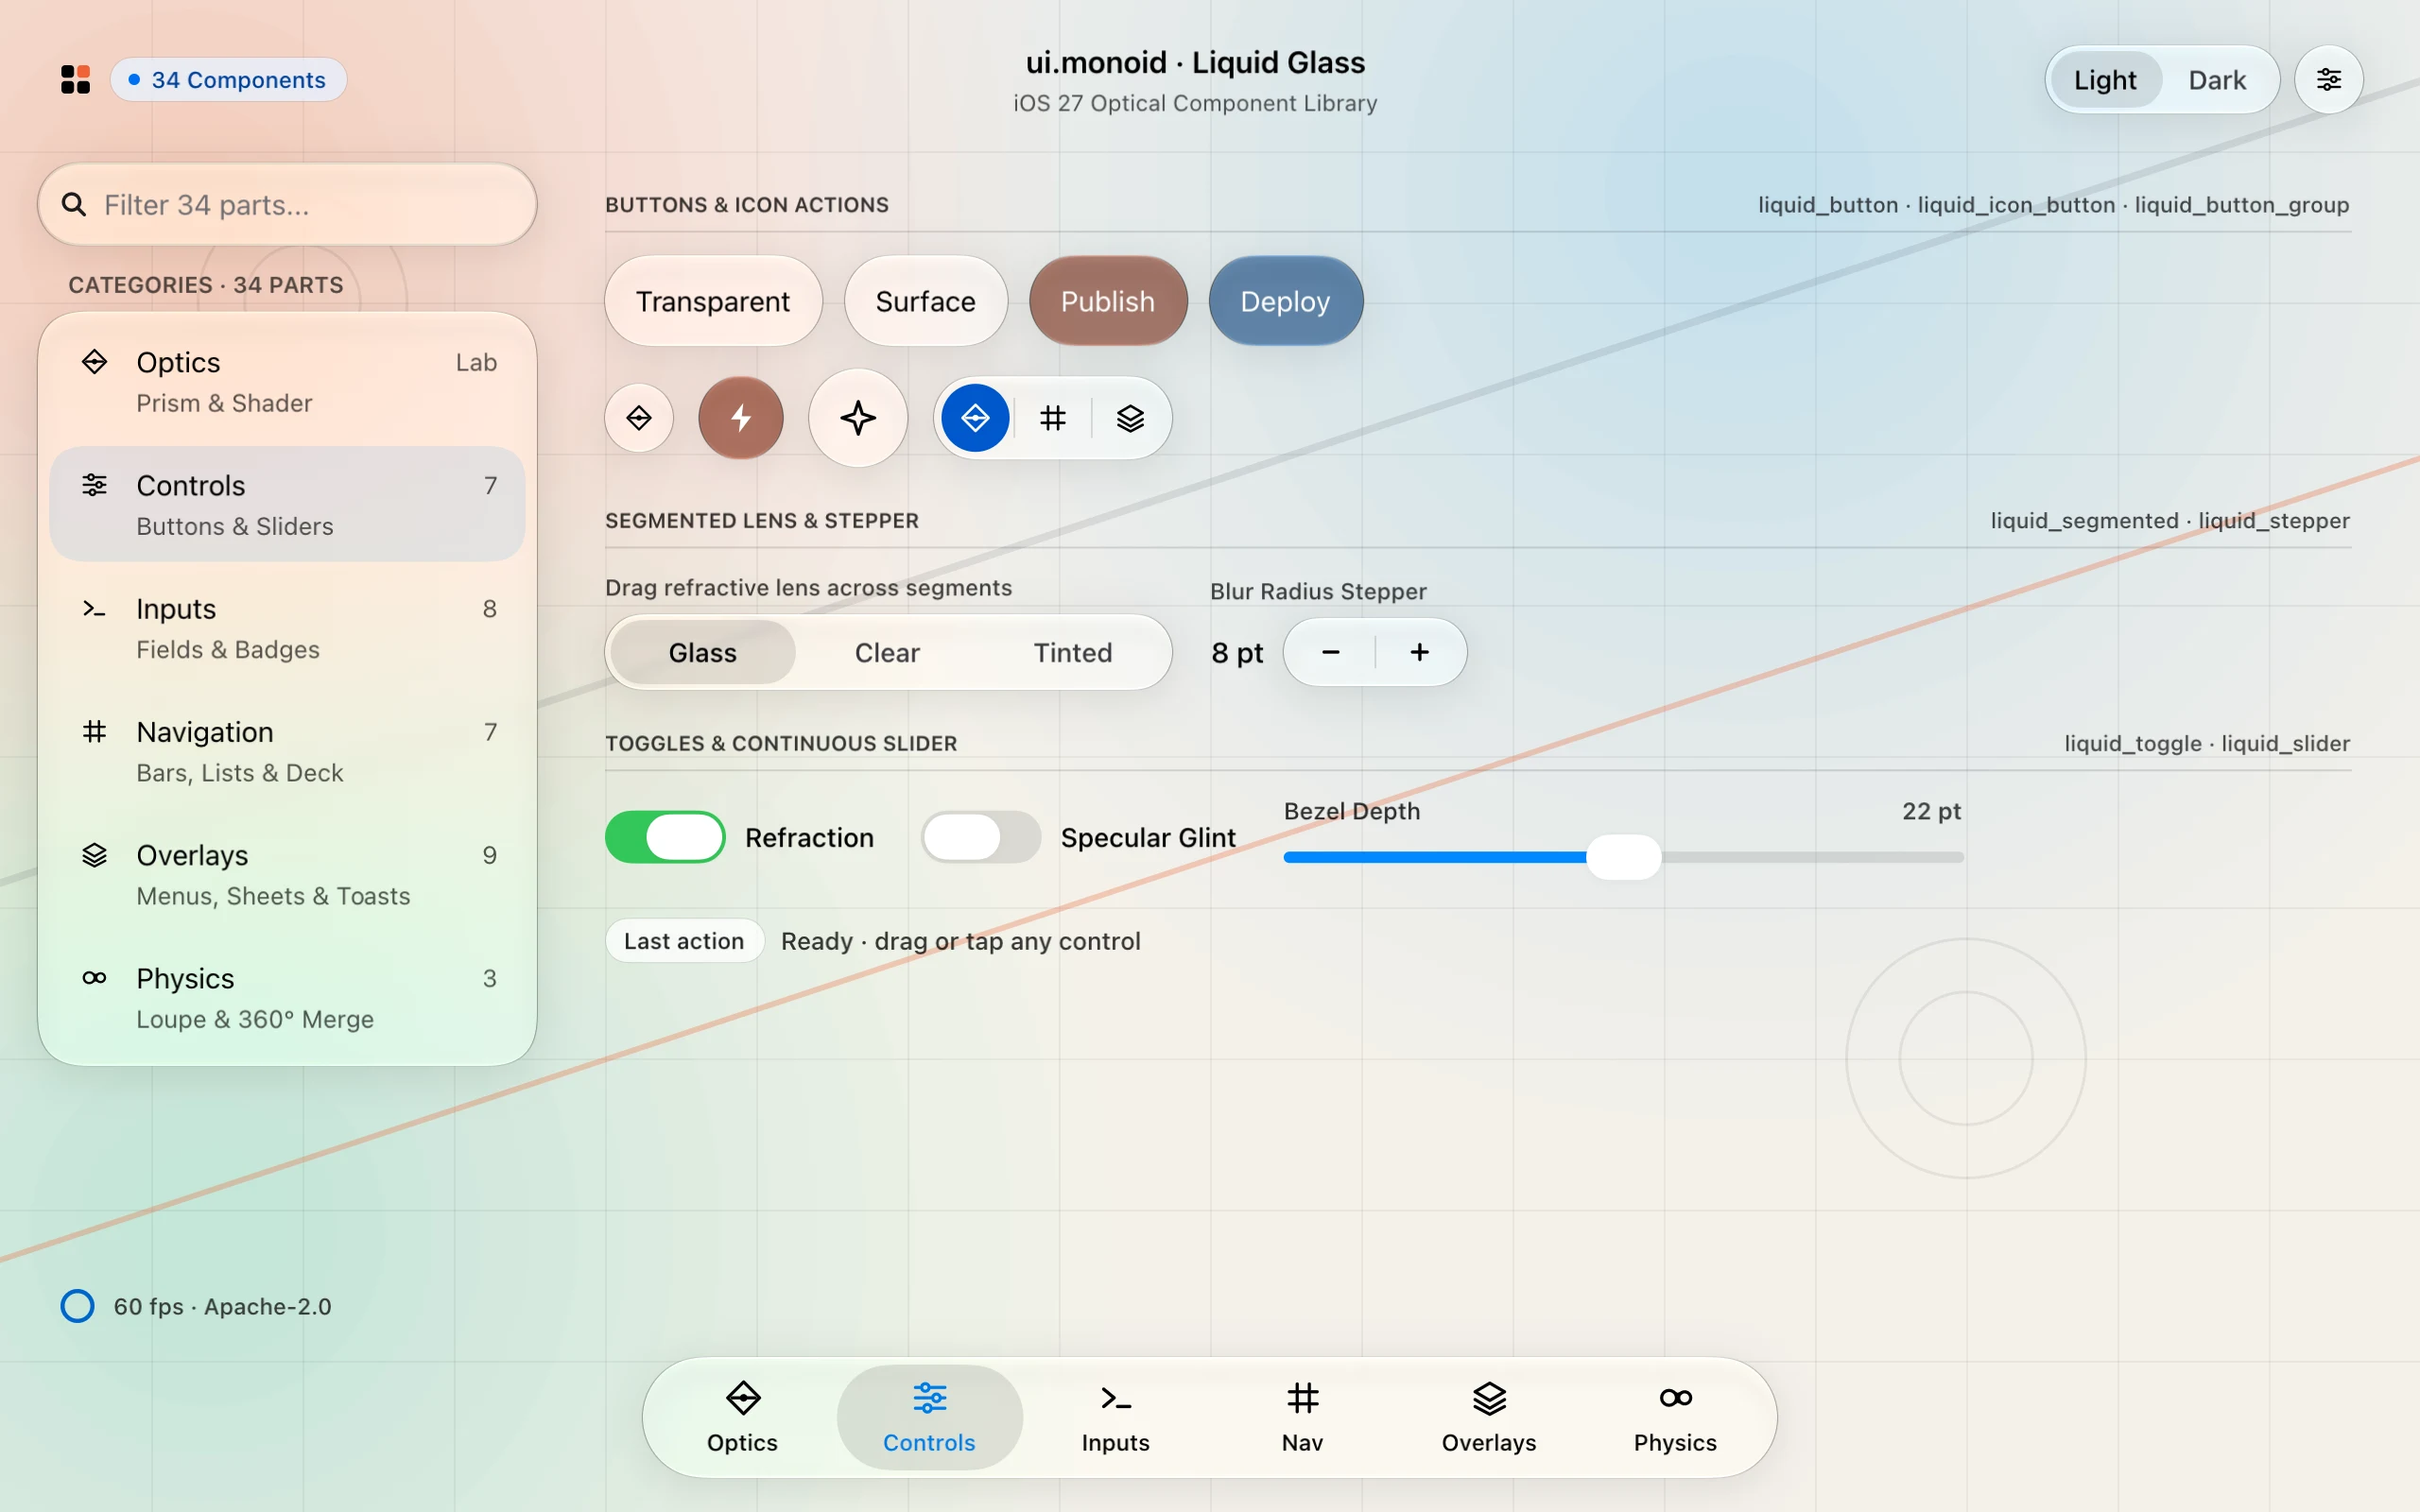 34 Components
ui.monoid · Liquid Glass
iOS 27 Optical Component Library
Light Dark
Filter 34 parts...
CATEGORIES · 34 PARTS
Optics Lab
Prism & Shader
Controls 7
Buttons & Sliders
Inputs 8
Fields & Badges
Navigation 7
Bars, Lists & Deck
Overlays 9
Menus, Sheets & Toasts
Physics 3
Loupe & 360° Merge
60 fps · Apache-2.0
BUTTONS & ICON ACTIONS liquid_button · liquid_icon_button · liquid_button_group
Transparent Surface Publish Deploy
SEGMENTED LENS & STEPPER liquid_segmented · liquid_stepper
Drag refractive lens across segments Blur Radius Stepper
Glass Clear Tinted 8 pt − +
TOGGLES & CONTINUOUS SLIDER liquid_toggle · liquid_slider
Bezel Depth 22 pt
Refraction Specular Glint
Last action Ready · drag or tap any control
Optics Controls Inputs Nav Overlays Physics